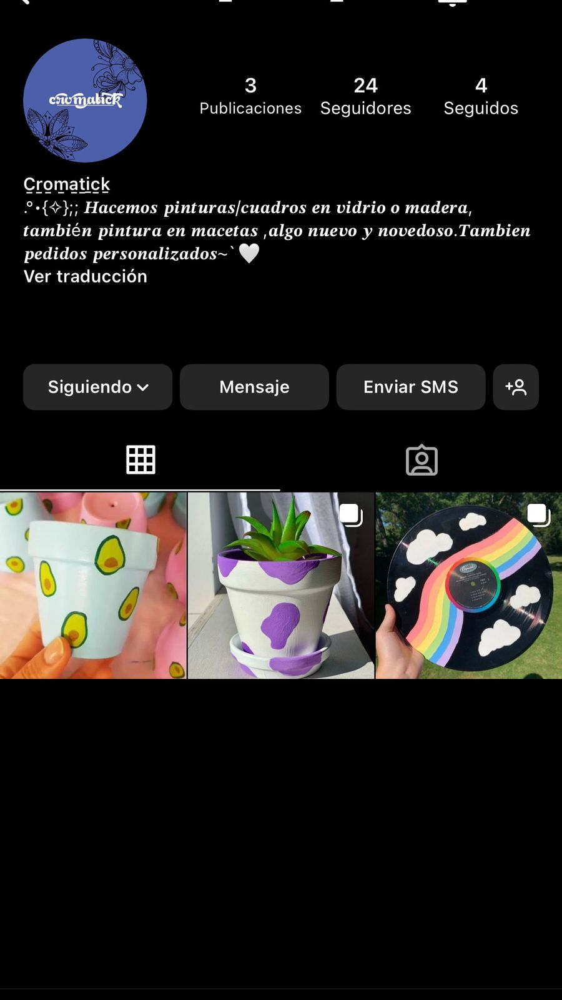 cromatick
3 24 4
Publicaciones Seguidores Seguidos
Cromatick
.°•{✧};; Hacemos pinturas/cuadros en vidrio o madera,
también pintura en macetas ,algo nuevo y novedoso.Tambien
pedidos personalizados~`🤍
Ver traducción
Siguiendo Mensaje Enviar SMS